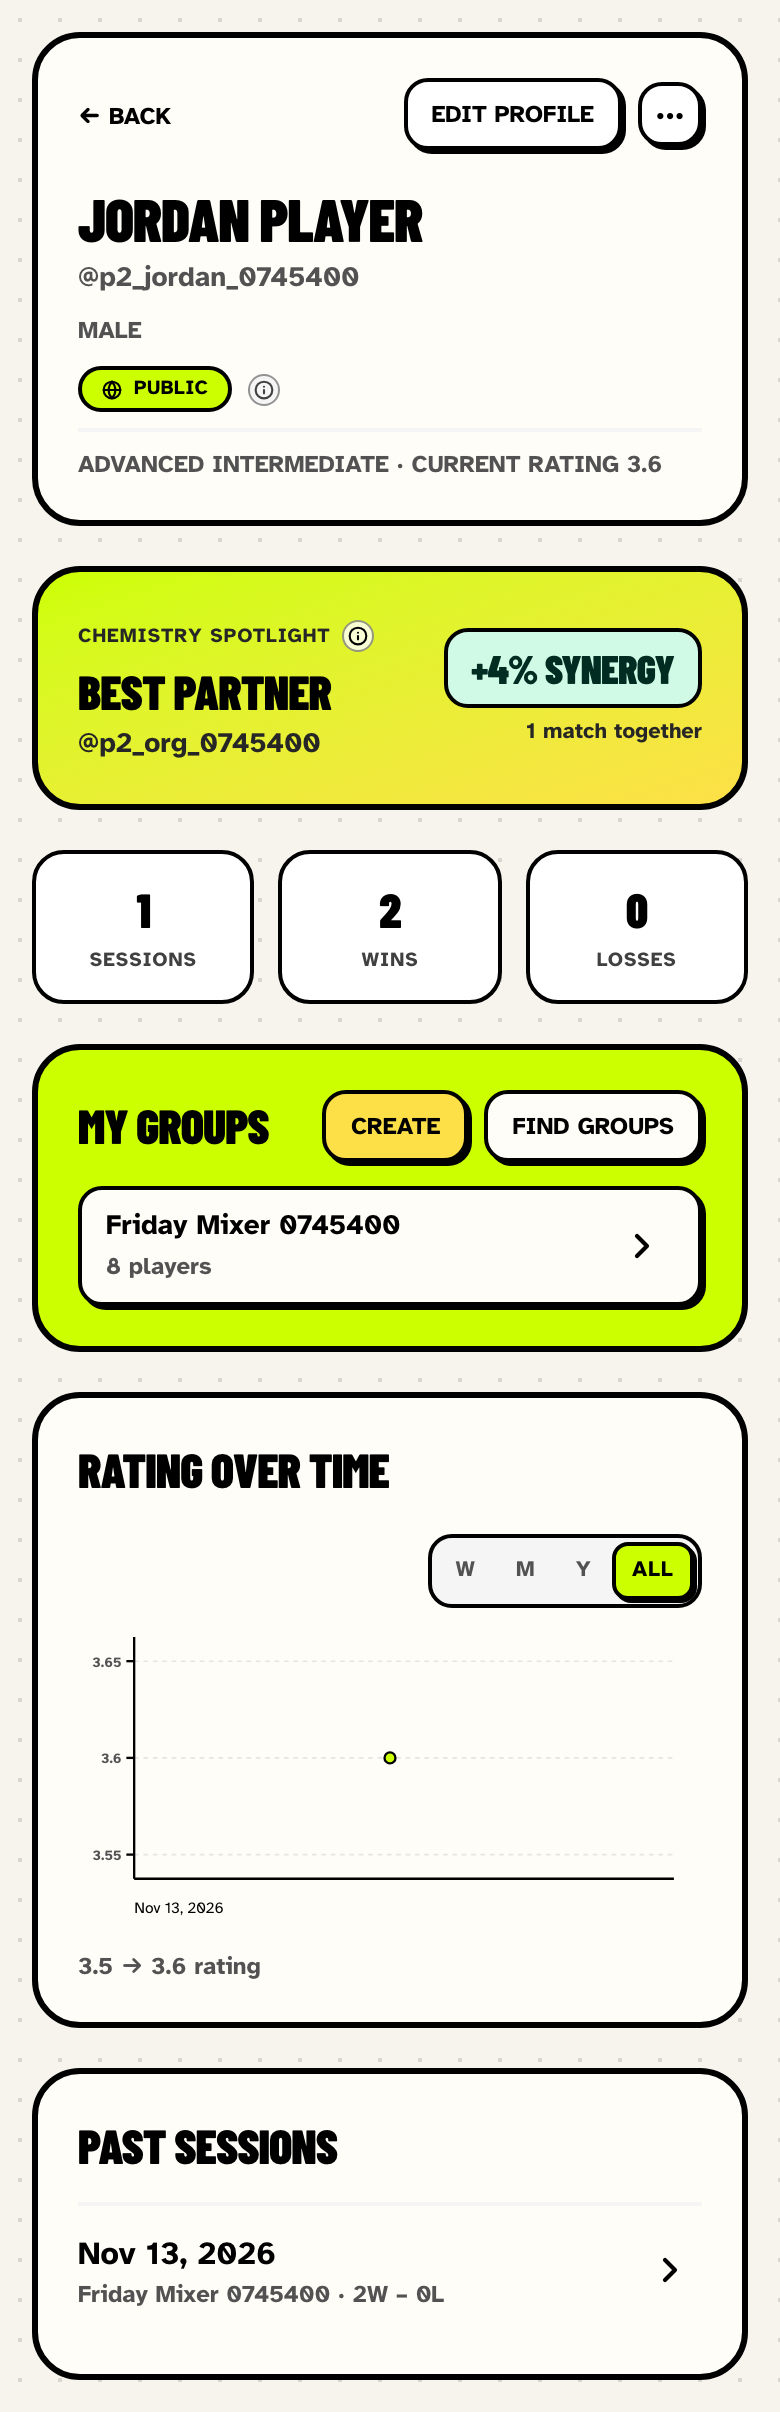 ← BACK
EDIT PROFILE
...
JORDAN PLAYER
@p2_jordan_0745400
MALE
PUBLIC
ADVANCED INTERMEDIATE · CURRENT RATING 3.6
CHEMISTRY SPOTLIGHT
BEST PARTNER
@p2_org_0745400
+4% SYNERGY
1 match together
1
SESSIONS
2
WINS
0
LOSSES
MY GROUPS
CREATE
FIND GROUPS
Friday Mixer 0745400
8 players
RATING OVER TIME
W M Y ALL
3.65
3.6
3.55
Nov 13, 2026
3.5 → 3.6 rating
PAST SESSIONS
Nov 13, 2026
Friday Mixer 0745400 · 2W – 0L